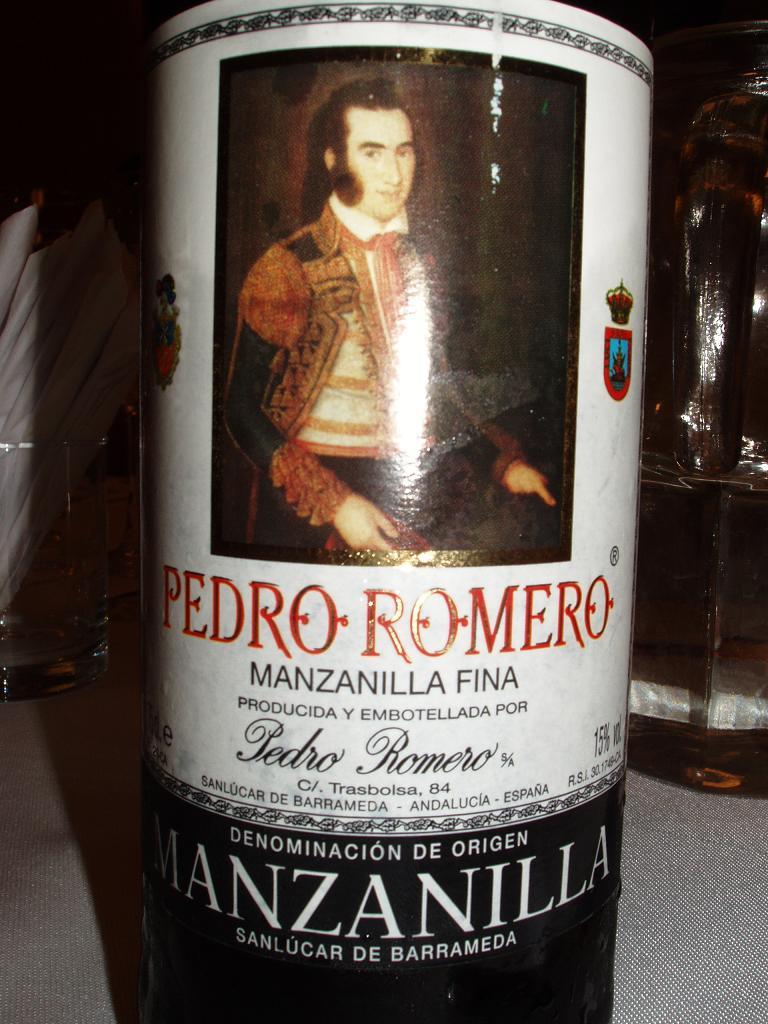 PEDRO ROMERO ®
MANZANILLA FINA
PRODUCIDA Y EMBOTELLADA POR
Pedro Romero S/A
C/. Trasbolsa, 84
SANLÚCAR DE BARRAMEDA - ANDALUCÍA - ESPAÑA
15% vol
DENOMINACIÓN DE ORIGEN
MANZANILLA
SANLÚCAR DE BARRAMEDA